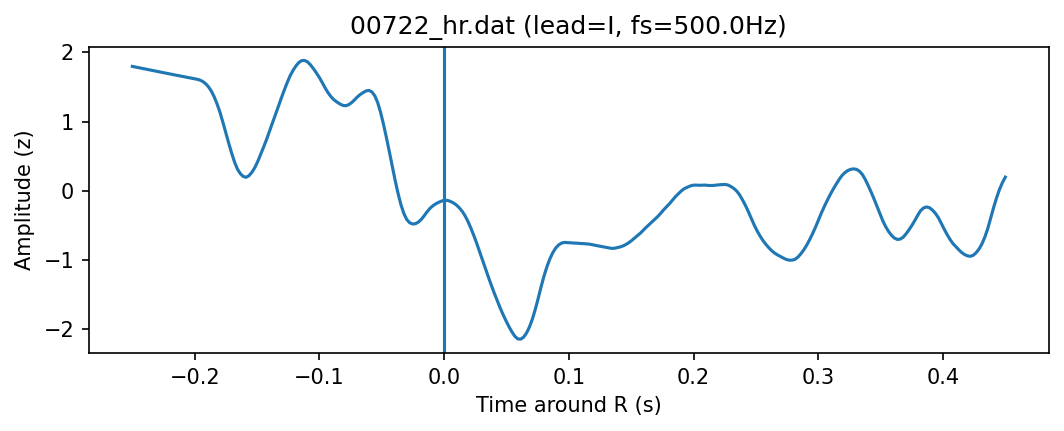 00722_hr.dat (lead=I, fs=500.0Hz)
Amplitude (z)
2
1
0
−1
−2
−0.2 −0.1 0.0 0.1 0.2 0.3 0.4
Time around R (s)